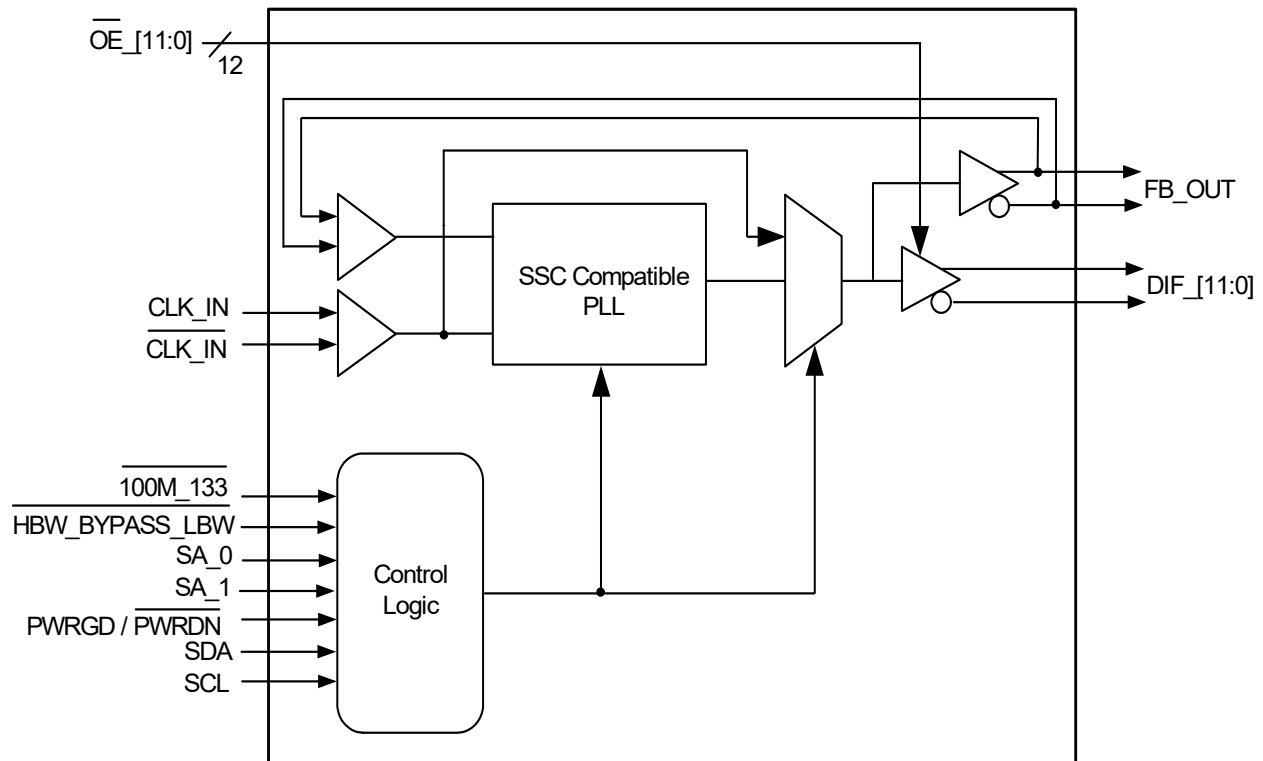 OE_[11:0]
12
FB_OUT
SSC Compatible
PLL
DIF_[11:0]
CLK_IN
CLK_IN
100M_133
HBW_BYPASS_LBW
SA_0
SA_1
Control
Logic
PWRGD / PWRDN
SDA
SCL